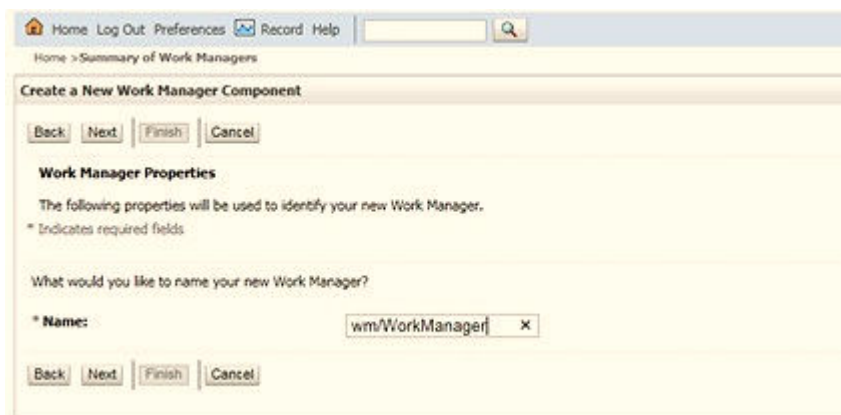 Home Log Out Preferences Record Help
Home >Summary of Work Managers
Create a New Work Manager Component
Back Next Finish Cancel
Work Manager Properties
The following properties will be used to identify your new Work Manager.
* Indicates required fields
What would you like to name your new Work Manager?
* Name: wm/WorkManager ×
Back Next Finish Cancel